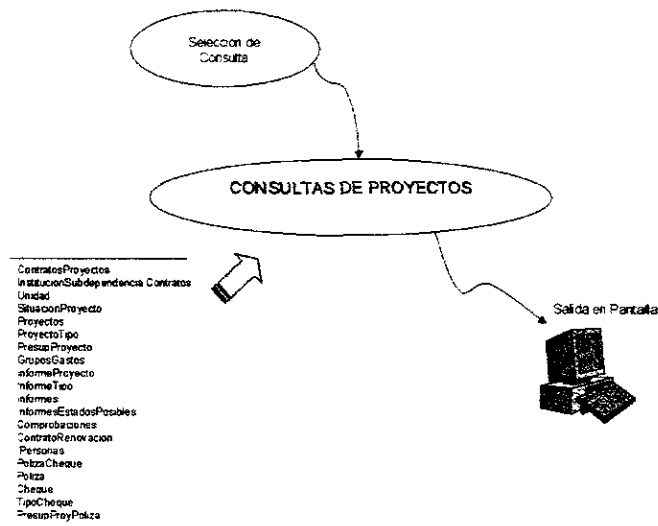 Seleccion de
Consulta
CONSULTAS DE PROYECTOS
ContratosProyectos
InstitucionSubdependencia Contratos
Unidad
SituacionProyecto
Proyectos
ProyectoTipo
PresupProyecto
GruposGastos
InformeProyecto
InformeTipo
Informes
InformesEstadosPosibles
Comprobaciones
ContratoRenovacion
Personas
PolizaCheque
Poliza
Cheque
TipoCheque
PresupProyPoliza
Salida en Pantalla